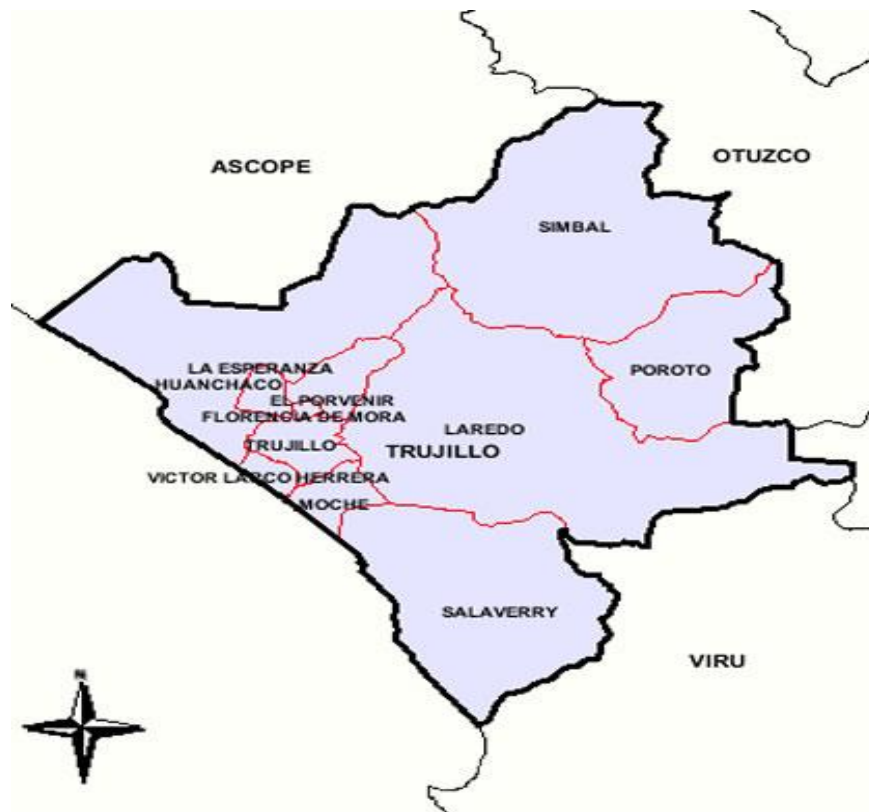 OTUZCO
ASCOPE
SIMBAL
LA ESPERANZA
POROTO
HUANCHACO
EL PORVENIR
FLORENCIA DE MORA
LAREDO
TRUJILLO
TRUJILLO
VICTOR LARCO HERRERA
MOCHE
SALAVERRY
VIRU
N